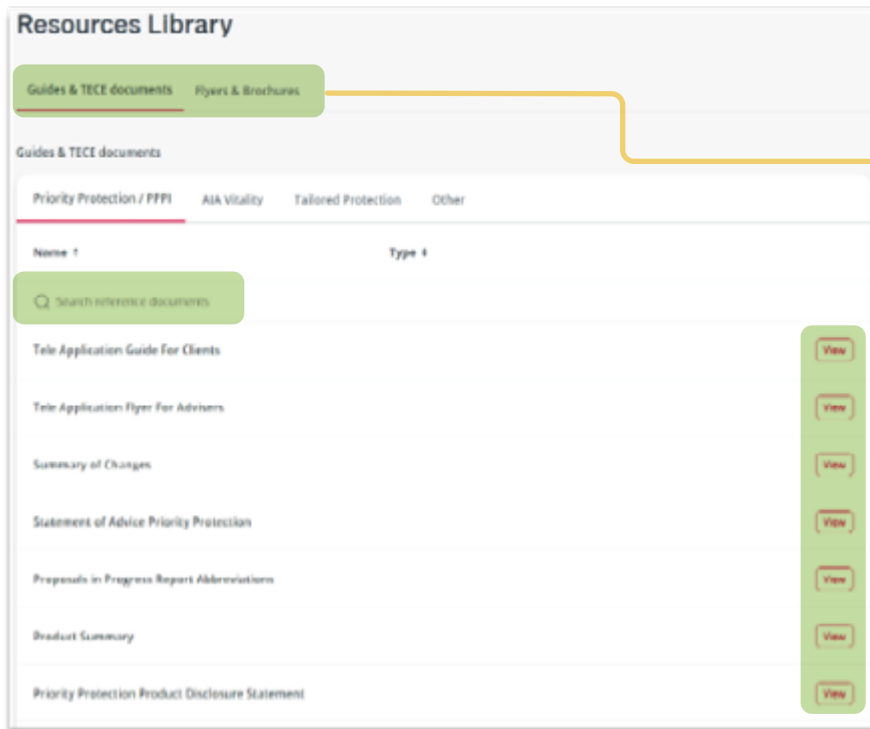 Resources Library
Guides & TECE documents Flyers & Brochures
Guides & TECE documents
Priority Protection / PPPI AIA Vitality Tailored Protection Other
Name ↑ Type ↕
Search reference documents
Tele Application Guide For Clients View
Tele Application Flyer For Advisers View
Summary of Changes View
Statement of Advice Priority Protection View
Proposals in Progress Report Abbreviations View
Product Summary View
Priority Protection Product Disclosure Statement View